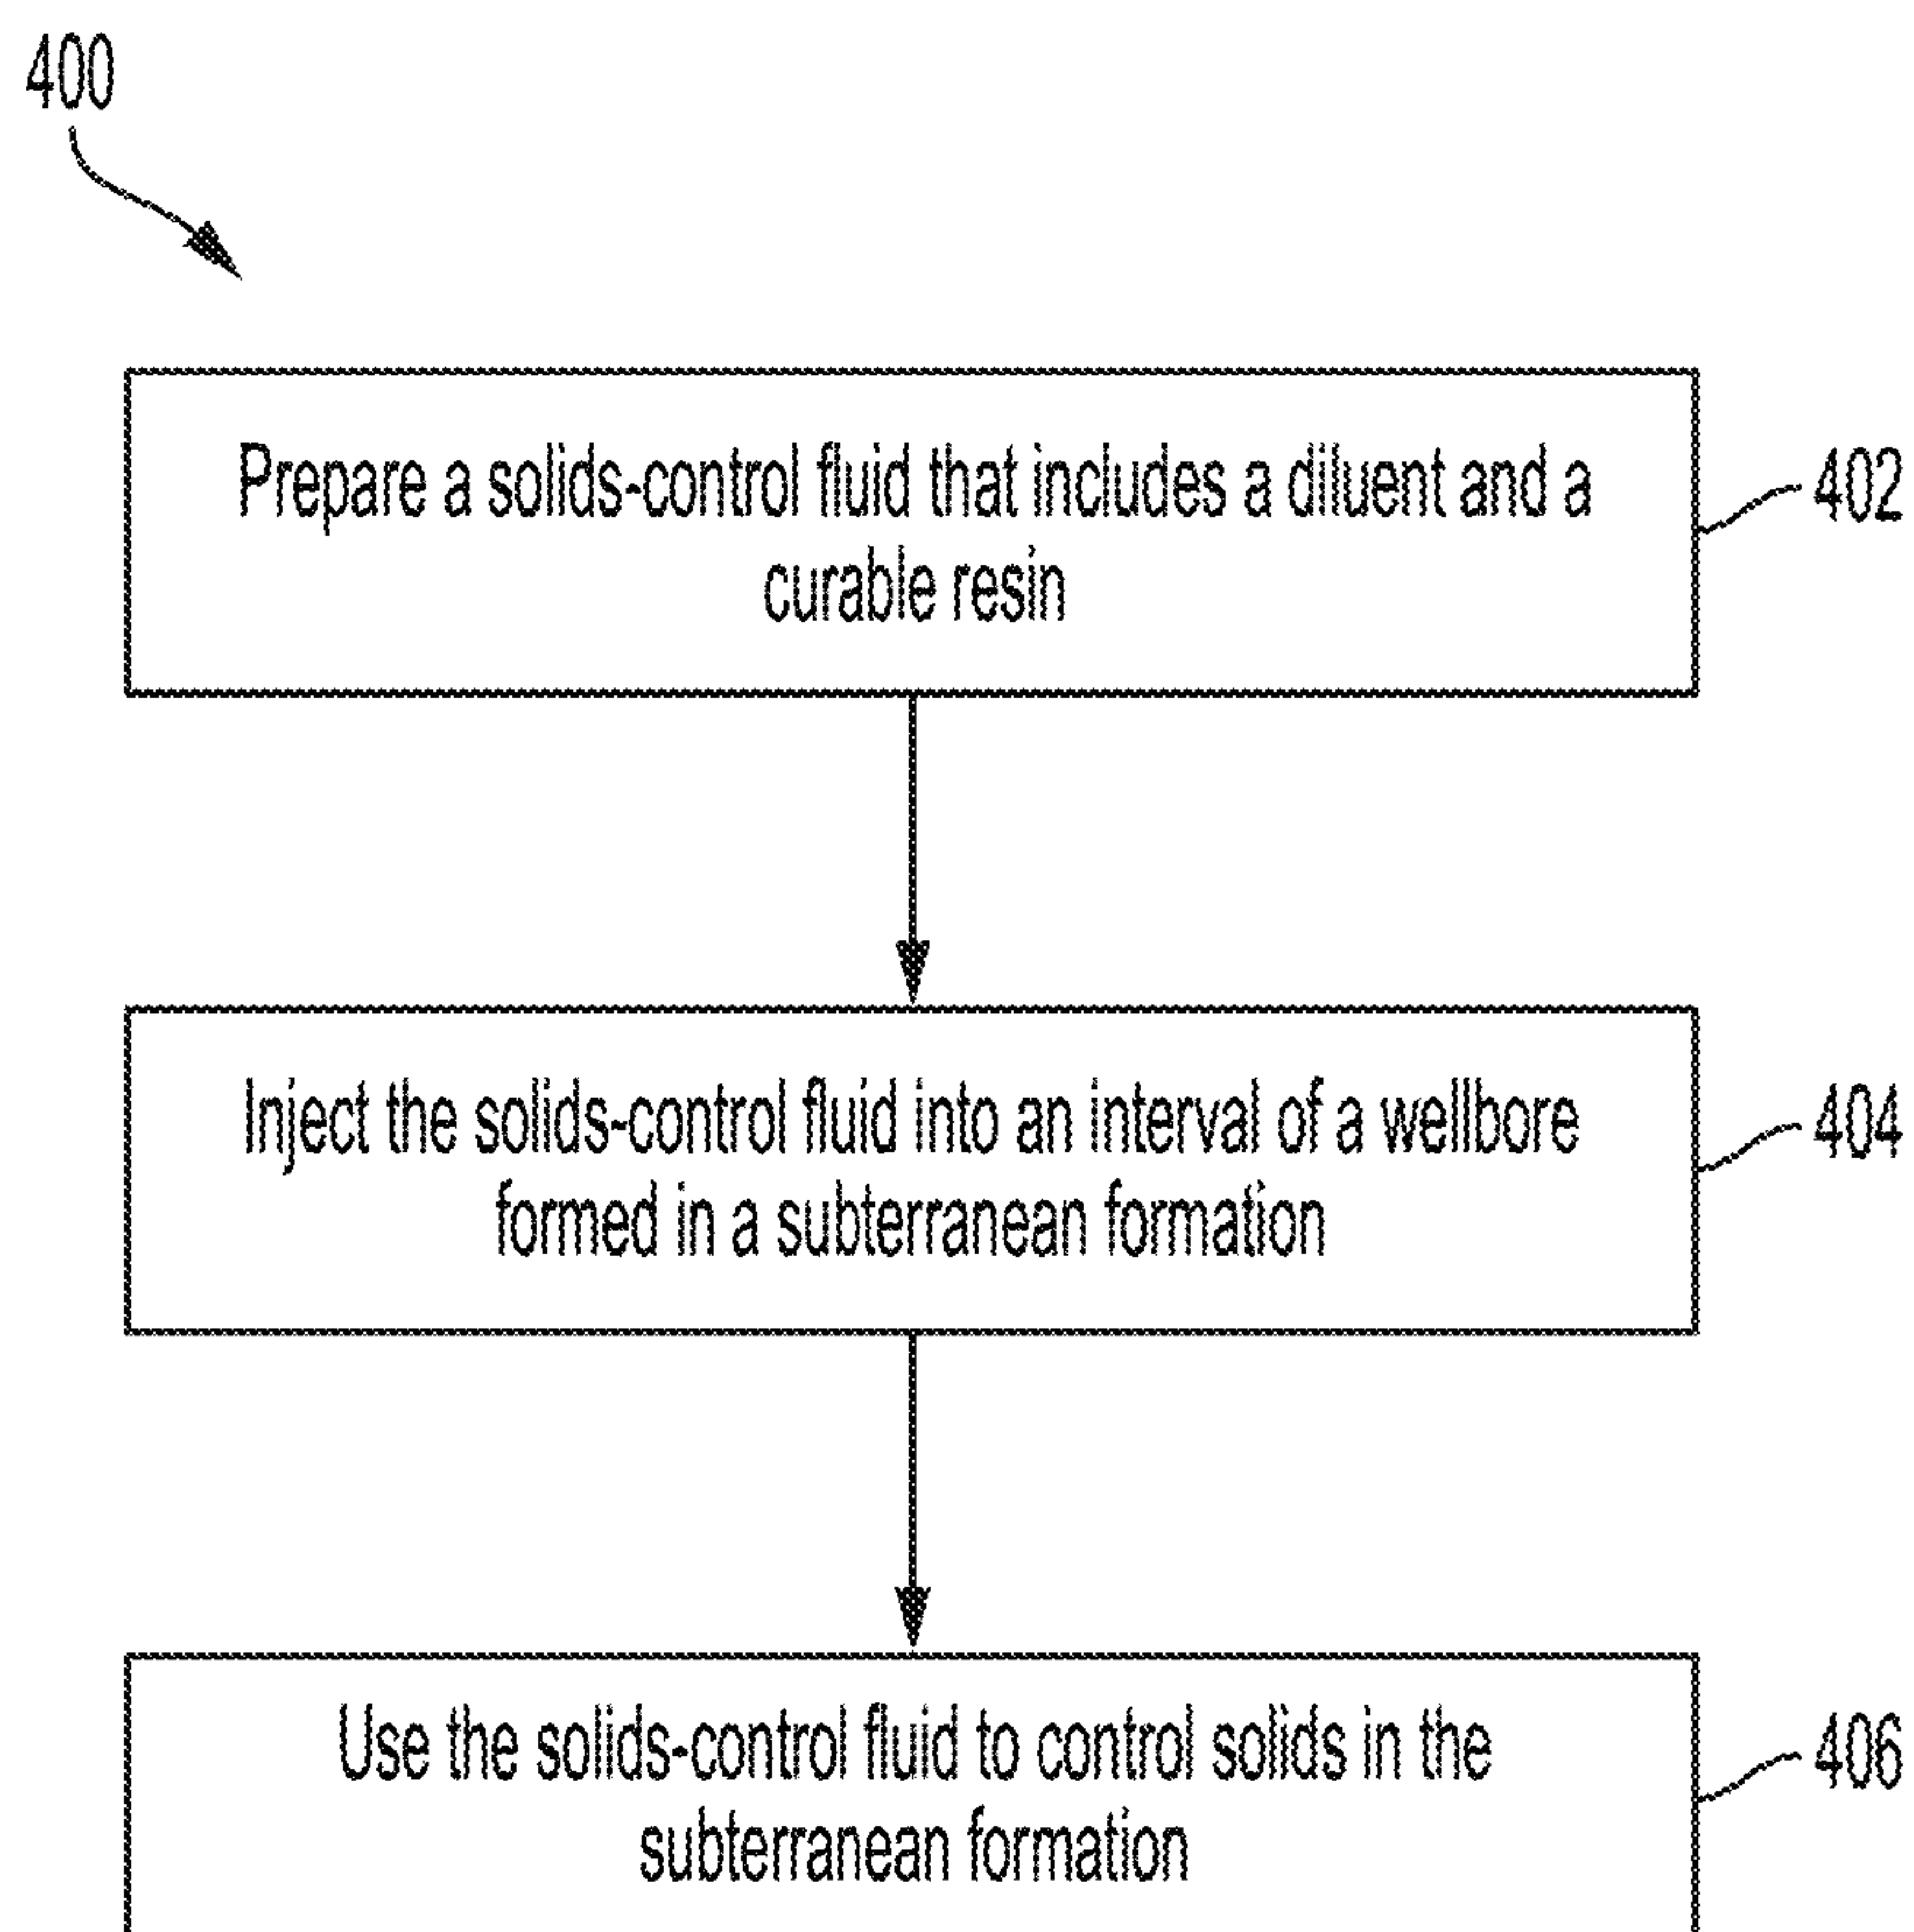 400
Prepare a solids-control fluid that includes a diluent and a
curable resin
402
Inject the solids-control fluid into an interval of a wellbore
formed in a subterranean formation
404
Use the solids-control fluid to control solids in the
subterranean formation
406